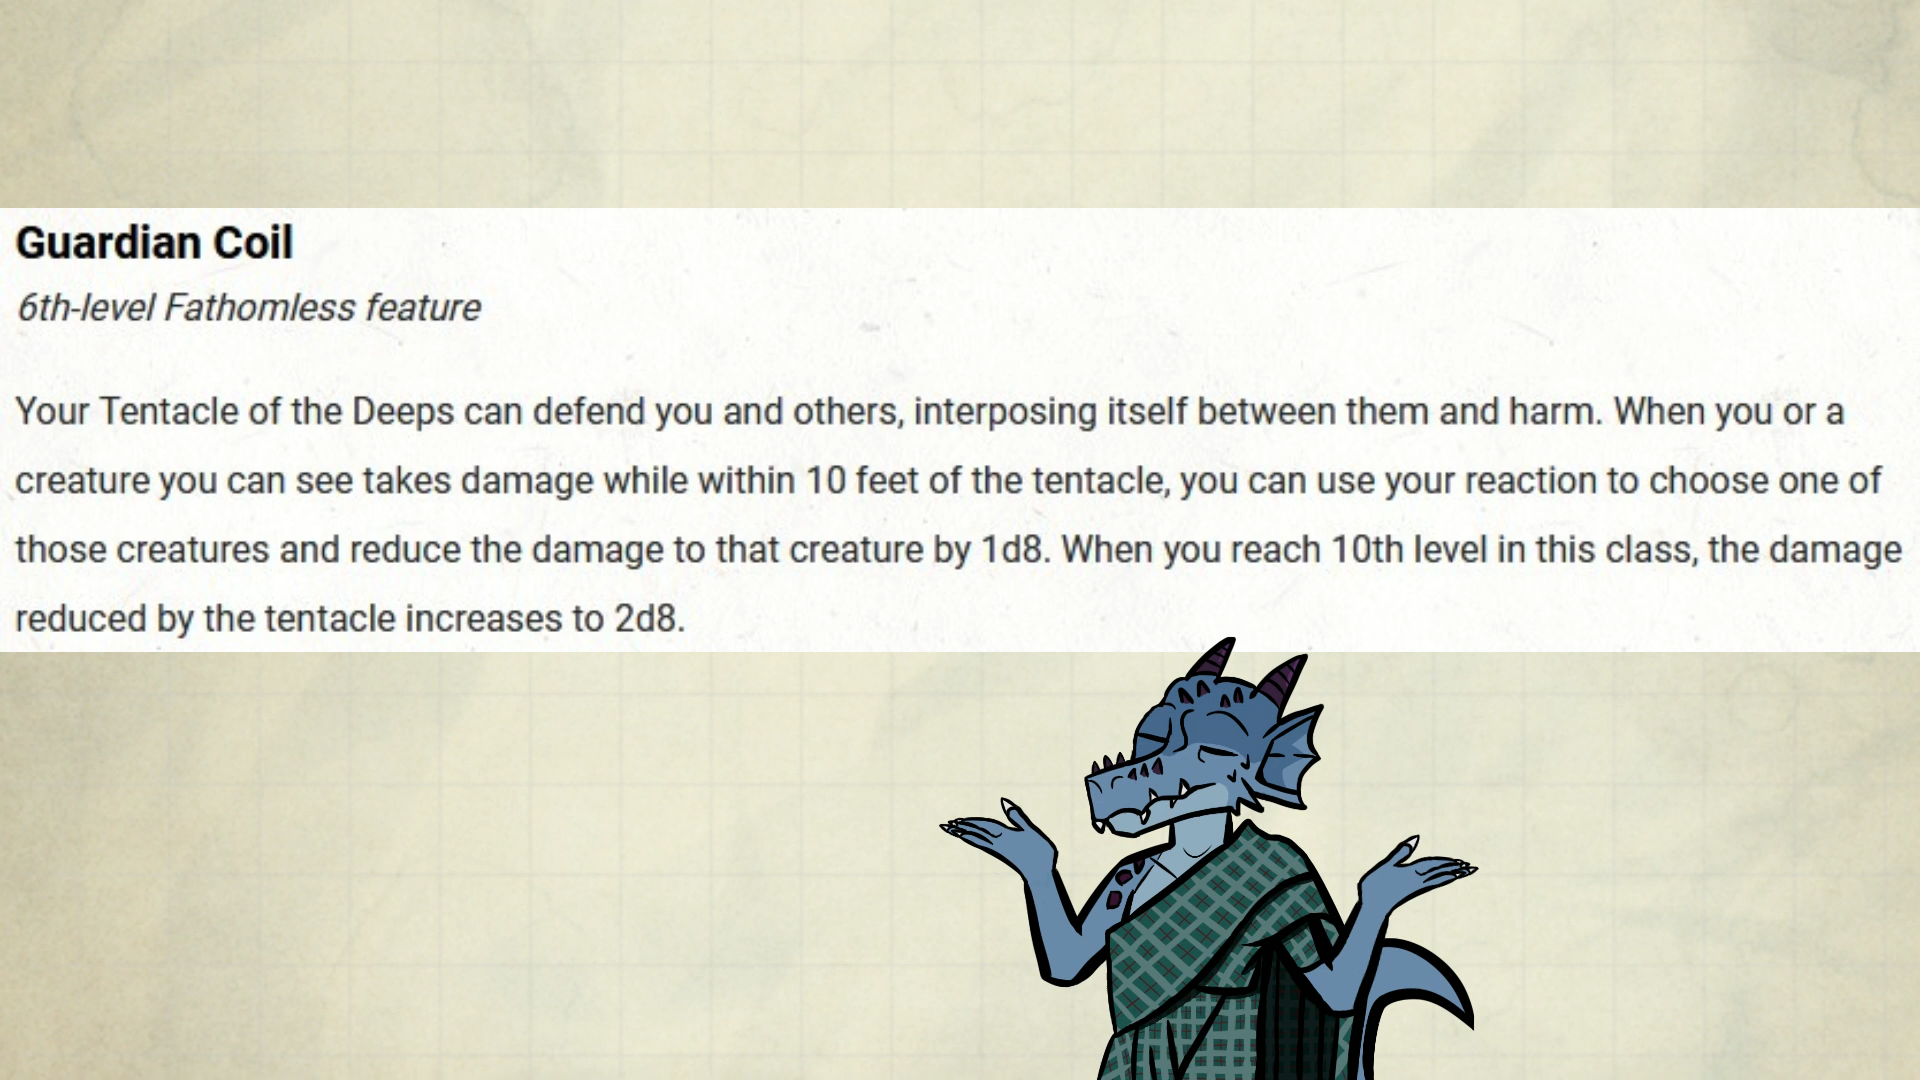 Guardian Coil
6th-level Fathomless feature
Your Tentacle of the Deeps can defend you and others, interposing itself between them and harm. When you or a
creature you can see takes damage while within 10 feet of the tentacle, you can use your reaction to choose one of
those creatures and reduce the damage to that creature by 1d8. When you reach 10th level in this class, the damage
reduced by the tentacle increases to 2d8.